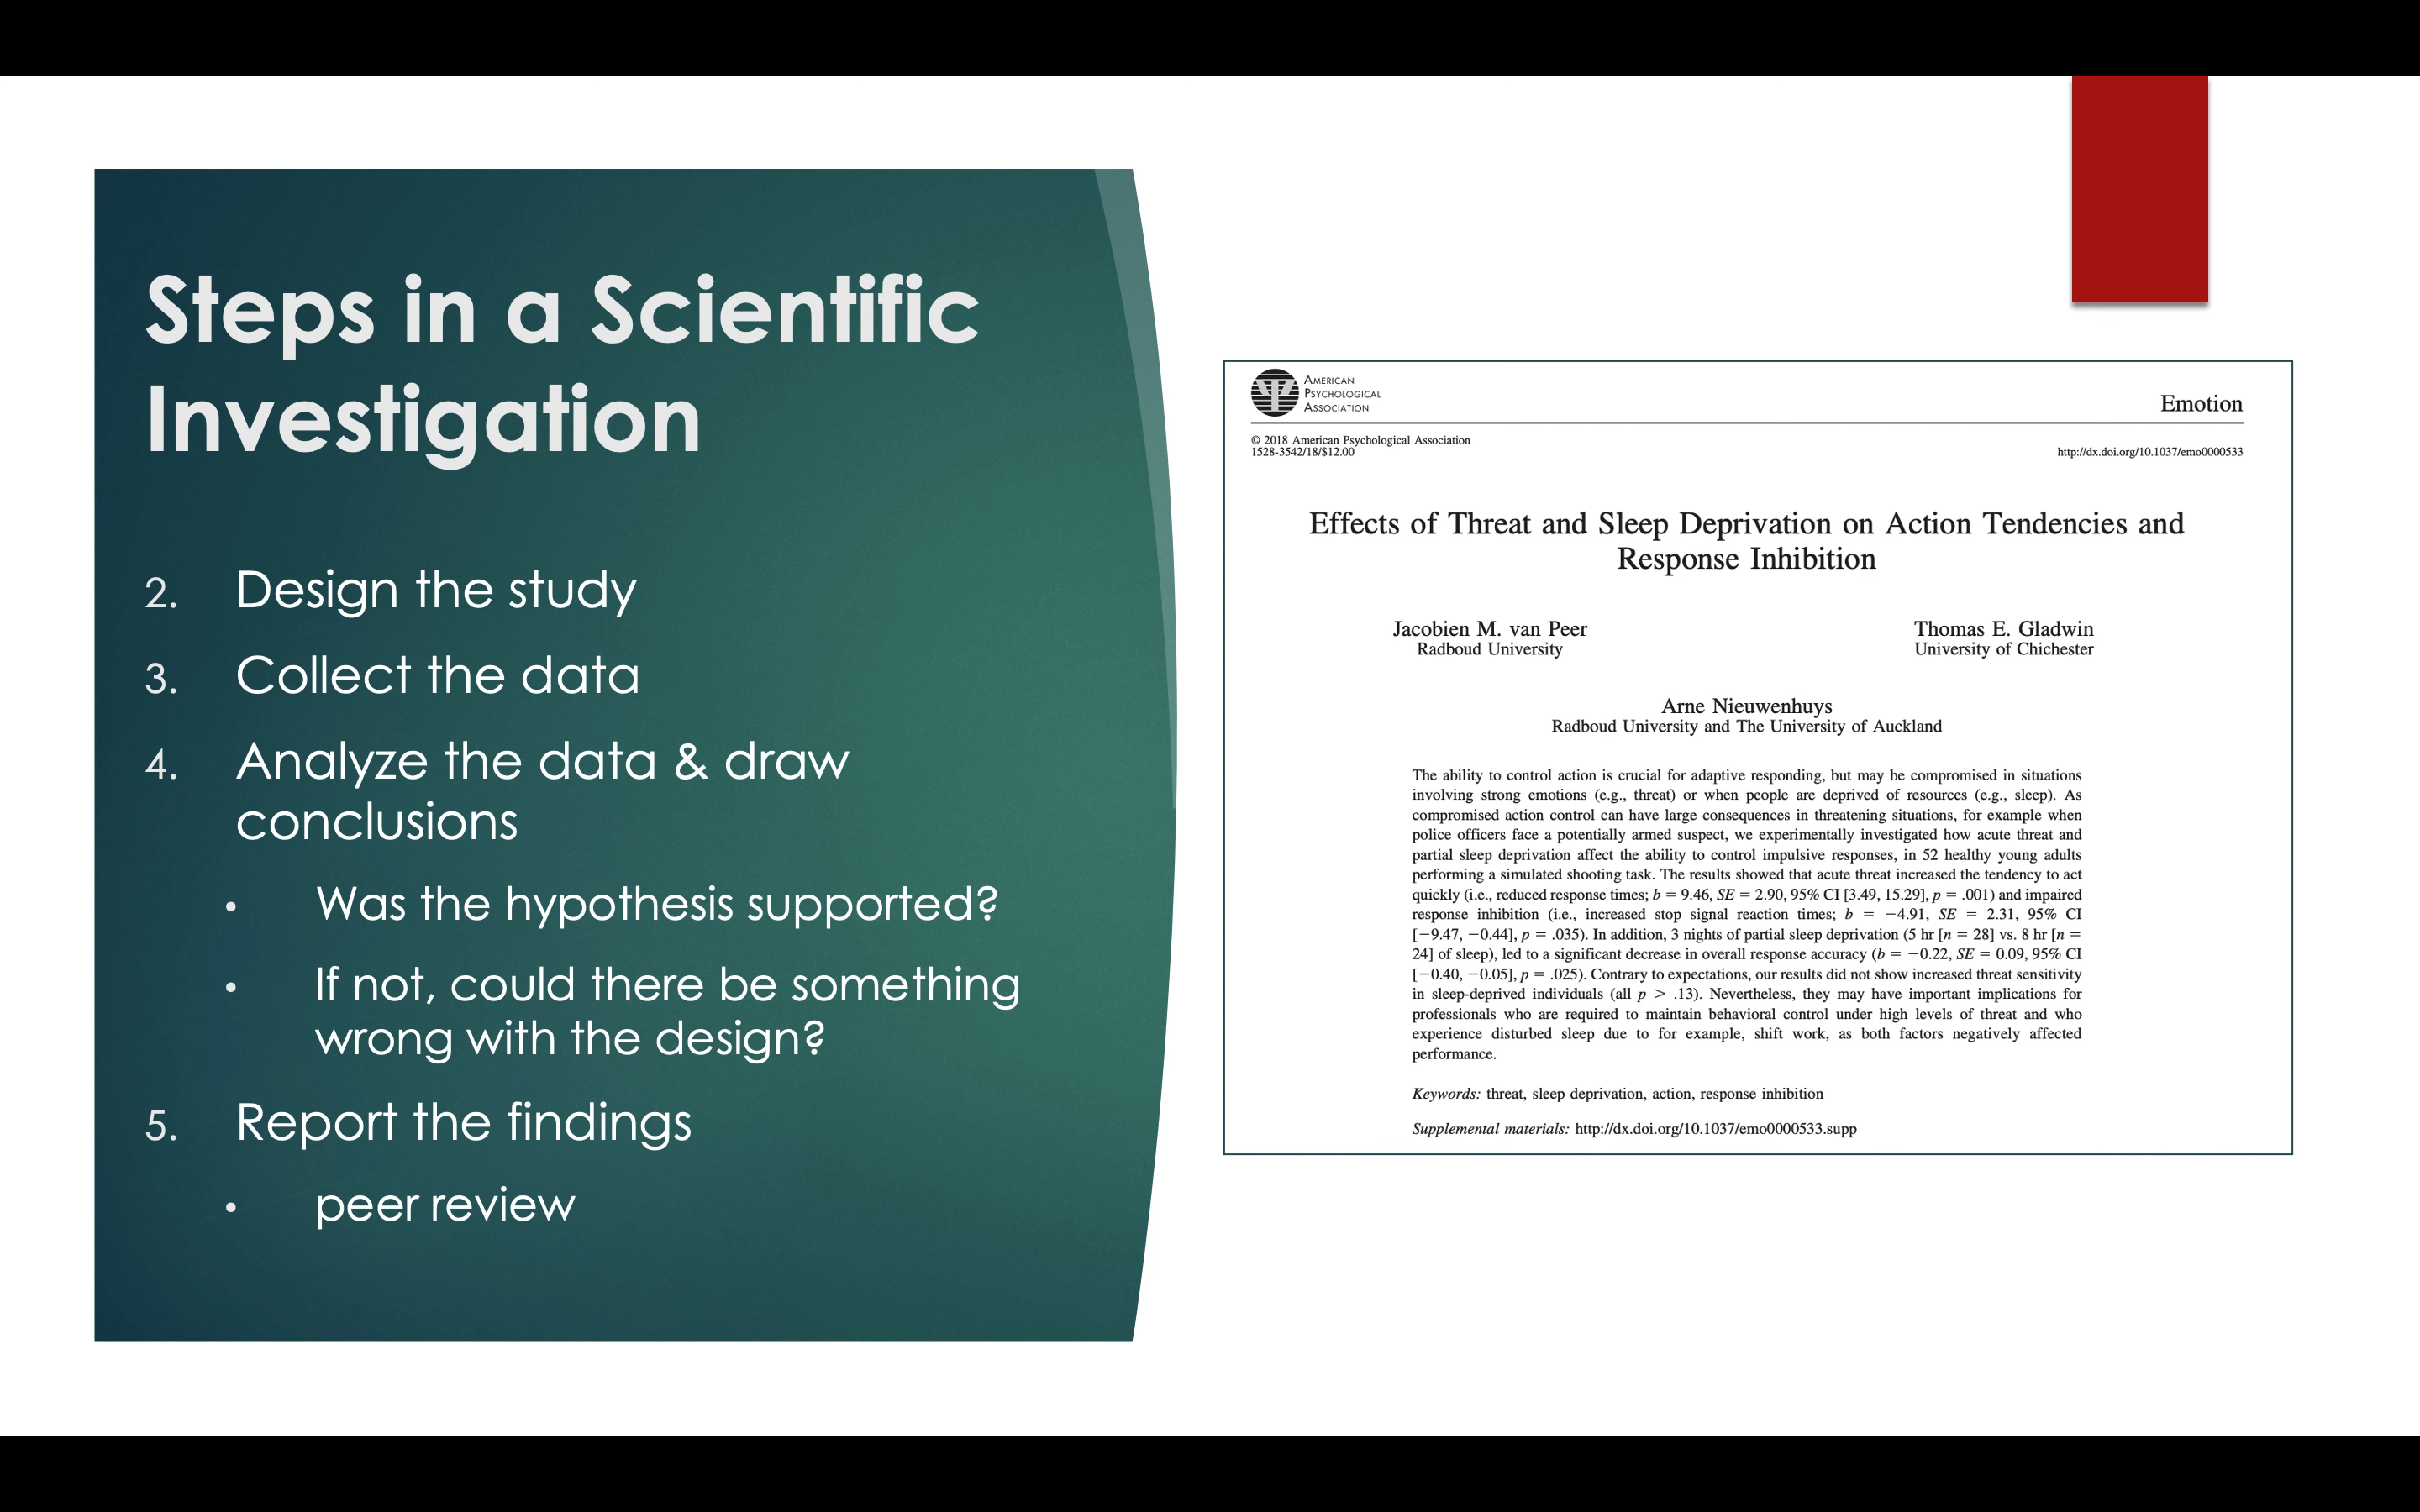 Steps in a Scientific
Investigation
2. Design the study
3. Collect the data
4. Analyze the data & draw
conclusions
• Was the hypothesis supported?
• If not, could there be something
wrong with the design?
5. Report the findings
• peer review
AMERICAN
PSYCHOLOGICAL
ASSOCIATION
Emotion
© 2018 American Psychological Association
1528-3542/18/$12.00
http://dx.doi.org/10.1037/emo0000533
Effects of Threat and Sleep Deprivation on Action Tendencies and
Response Inhibition
Jacobien M. van Peer
Radboud University
Thomas E. Gladwin
University of Chichester
Arne Nieuwenhuys
Radboud University and The University of Auckland
The ability to control action is crucial for adaptive responding, but may be compromised in situations
involving strong emotions (e.g., threat) or when people are deprived of resources (e.g., sleep). As
compromised action control can have large consequences in threatening situations, for example when
police officers face a potentially armed suspect, we experimentally investigated how acute threat and
partial sleep deprivation affect the ability to control impulsive responses, in 52 healthy young adults
performing a simulated shooting task. The results showed that acute threat increased the tendency to act
quickly (i.e., reduced response times; b = 9.46, SE = 2.90, 95% CI [3.49, 15.29], p = .001) and impaired
response inhibition (i.e., increased stop signal reaction times; b = −4.91, SE = 2.31, 95% CI
[−9.47, −0.44], p = .035). In addition, 3 nights of partial sleep deprivation (5 hr [n = 28] vs. 8 hr [n =
24] of sleep), led to a significant decrease in overall response accuracy (b = −0.22, SE = 0.09, 95% CI
[−0.40, −0.05], p = .025). Contrary to expectations, our results did not show increased threat sensitivity
in sleep-deprived individuals (all p > .13). Nevertheless, they may have important implications for
professionals who are required to maintain behavioral control under high levels of threat and who
experience disturbed sleep due to for example, shift work, as both factors negatively affected
performance.
Keywords: threat, sleep deprivation, action, response inhibition
Supplemental materials: http://dx.doi.org/10.1037/emo0000533.supp